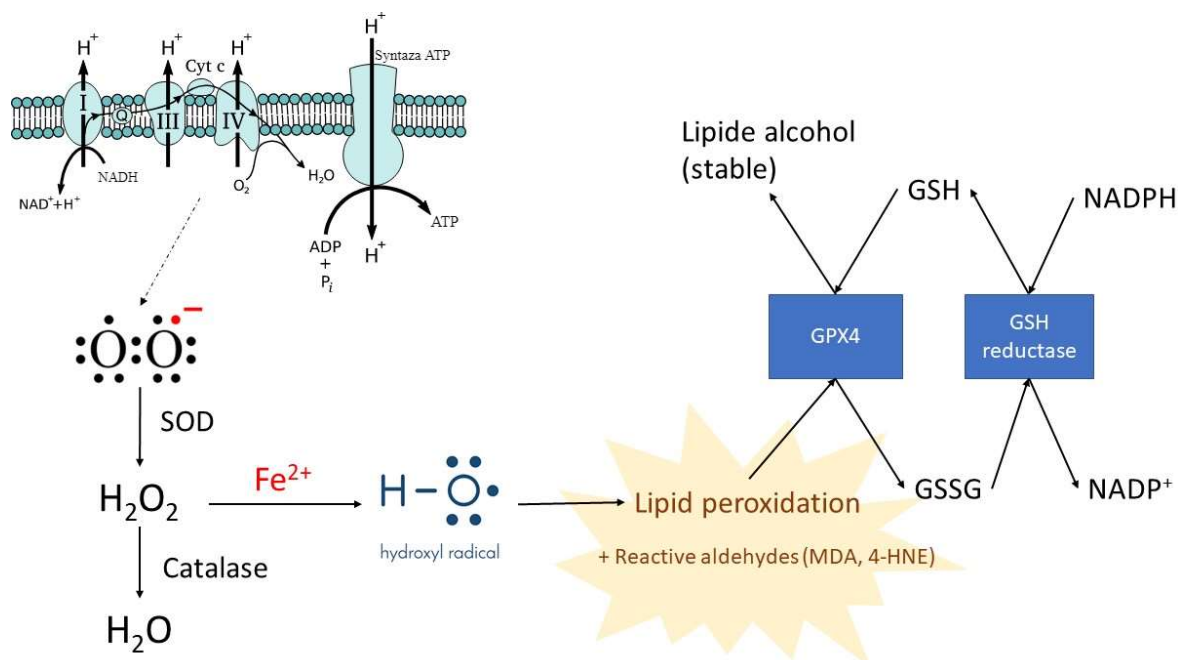 H+
H+
H+
H+
Cyt c
Syntaza ATP
I
Q
III
IV
NADH
NAD++H+
O2
H2O
ADP
+
Pi
ATP
H+
O:O
−
SOD
H2O2
Fe2+
H–O
hydroxyl radical
Catalase
H2O
Lipid peroxidation
+ Reactive aldehydes (MDA, 4-HNE)
Lipide alcohol
(stable)
GSH
NADPH
GPX4
GSH
reductase
GSSG
NADP+